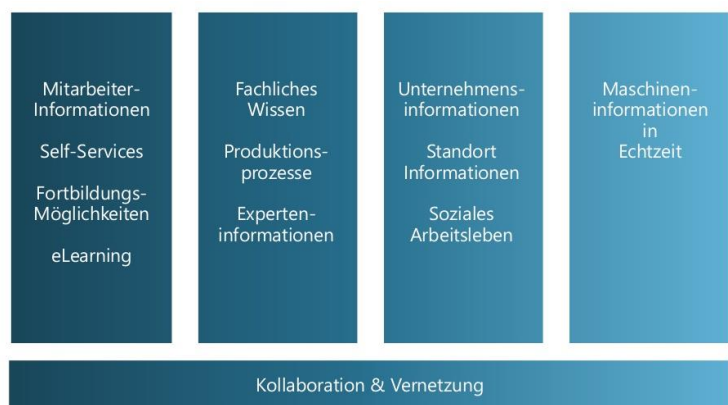 Mitarbeiter-
Informationen
Self-Services
Fortbildungs-
Möglichkeiten
eLearning
Fachliches
Wissen
Produktions-
prozesse
Experten-
informationen
Unternehmens-
informationen
Standort
Informationen
Soziales
Arbeitsleben
Maschinen-
informationen
in
Echtzeit
Kollaboration & Vernetzung